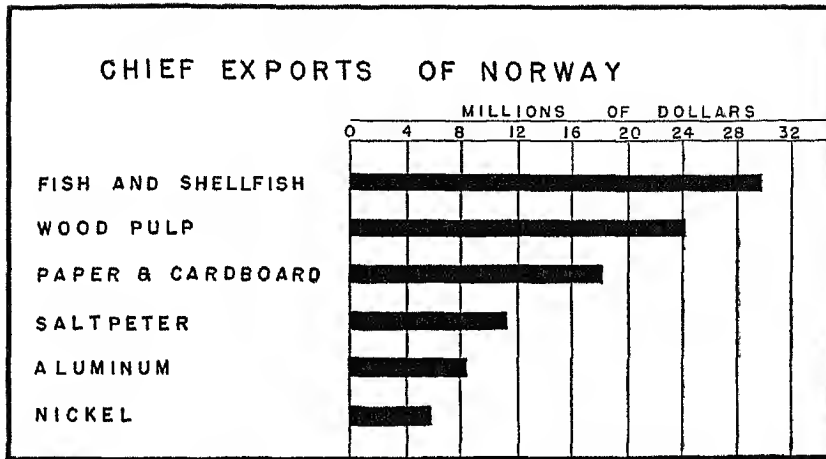 CHIEF EXPORTS OF NORWAY
MILLIONS OF DOLLARS
0 4 8 12 16 20 24 28 32
FISH AND SHELLFISH
WOOD PULP
PAPER & CARDBOARD
SALTPETER
ALUMINUM
NICKEL